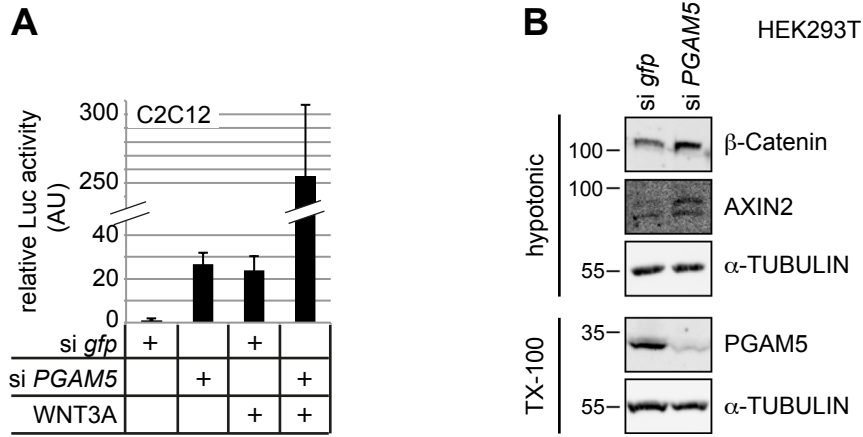 A
C2C12
relative Luc activity
(AU)
300
250
40
20
0
si gfp + +
si PGAM5 + +
WNT3A + +
B
HEK293T
si gfp
si PGAM5
hypotonic
100 β-Catenin
100
AXIN2
55 α-TUBULIN
TX-100
35
PGAM5
55 α-TUBULIN